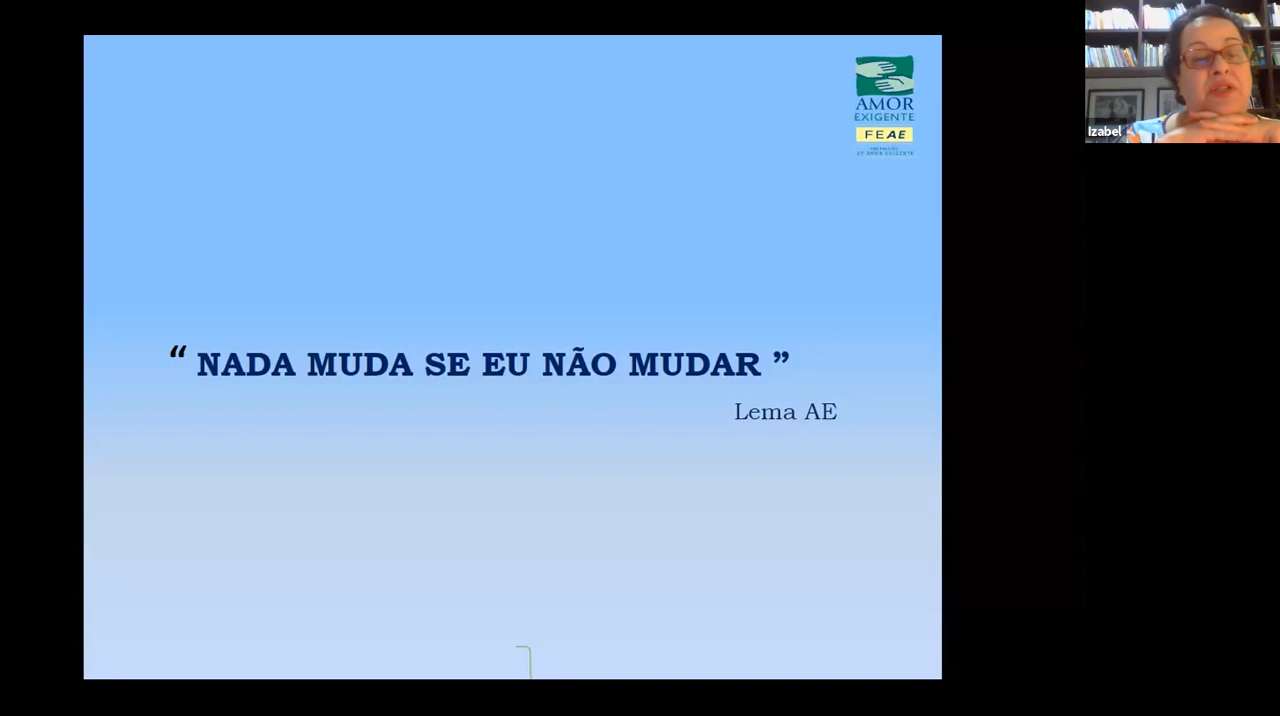 AMOR
EXIGENTE
FEAE
“ NADA MUDA SE EU NÃO MUDAR ”
Lema AE
Izabel